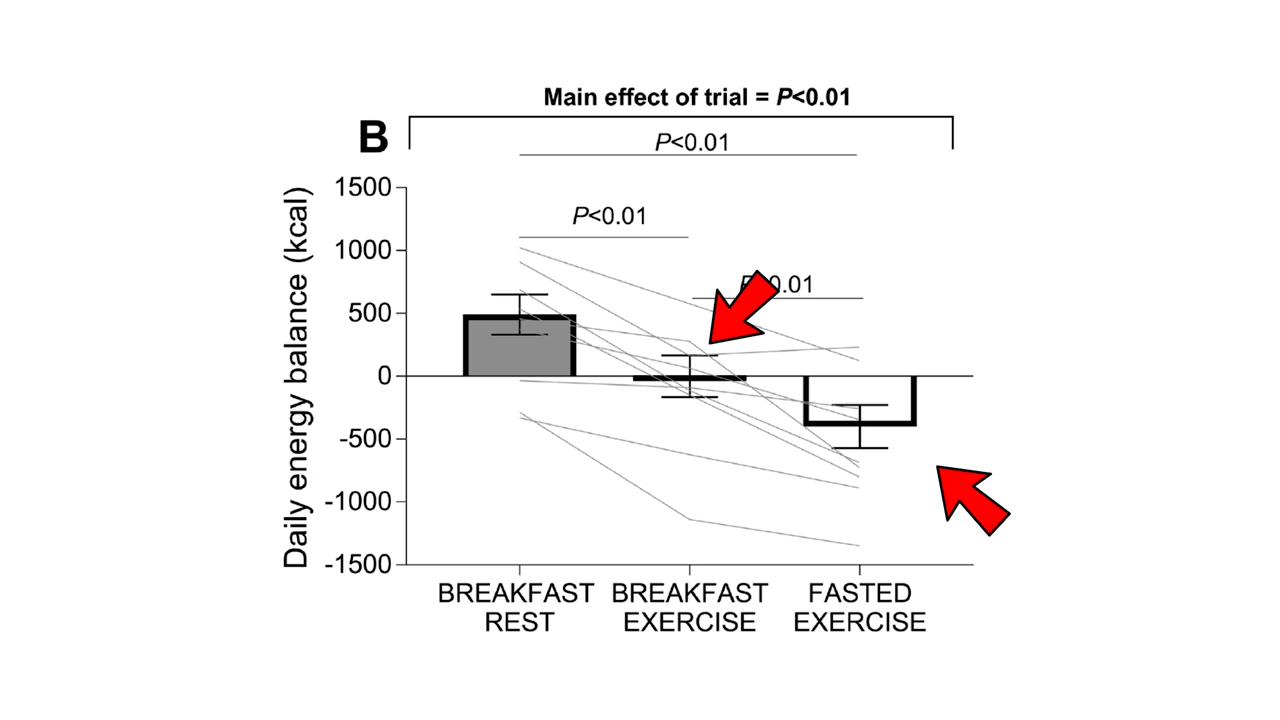 Main effect of trial = P<0.01
B
P<0.01
1500
P<0.01
1000
0.01
500
0
-500
-1000
-1500
Daily energy balance (kcal)
BREAKFAST REST
BREAKFAST EXERCISE
FASTED EXERCISE